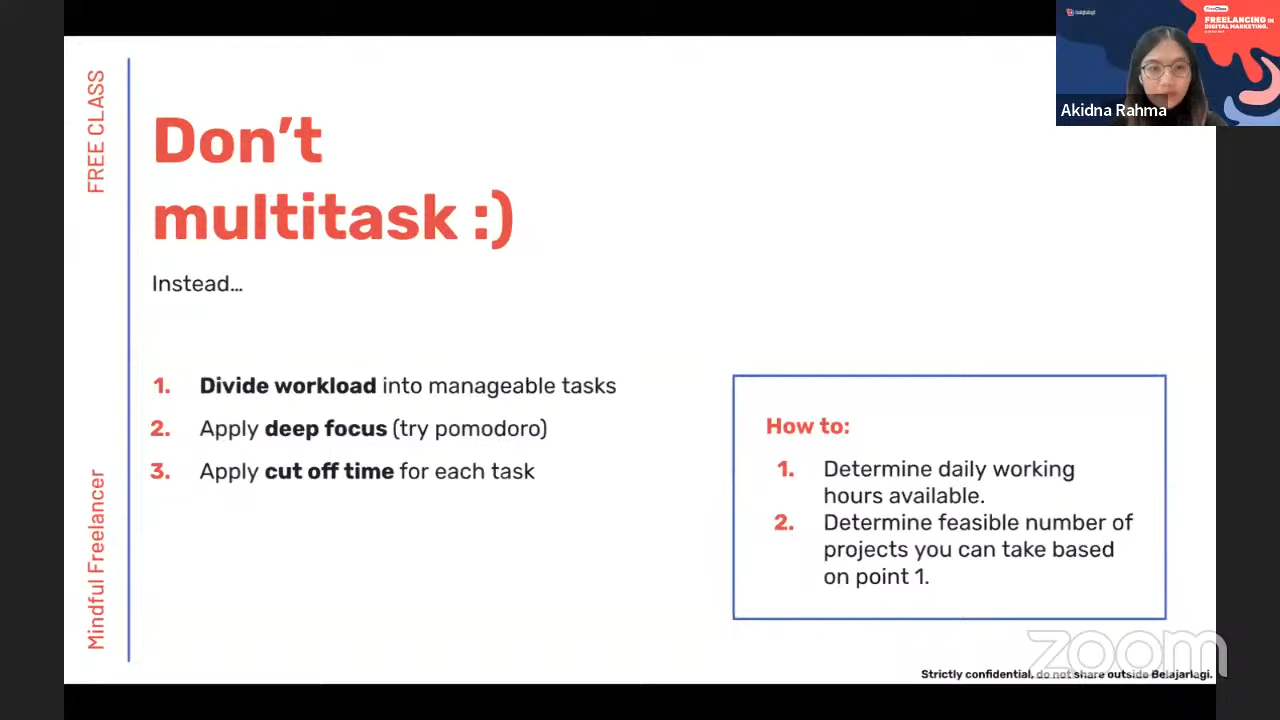 FREE CLASS
Mindful Freelancer
Don’t
multitask :)
Instead…
1. Divide workload into manageable tasks
2. Apply deep focus (try pomodoro)
3. Apply cut off time for each task
How to:
1. Determine daily working
hours available.
2. Determine feasible number of
projects you can take based
on point 1.
Strictly confidential, do not share outside Belajarlagi.
zoom
Belajarlagi
FreeClass
FREELANCING IN
DIGITAL MARKETING.
Akidna Rahma